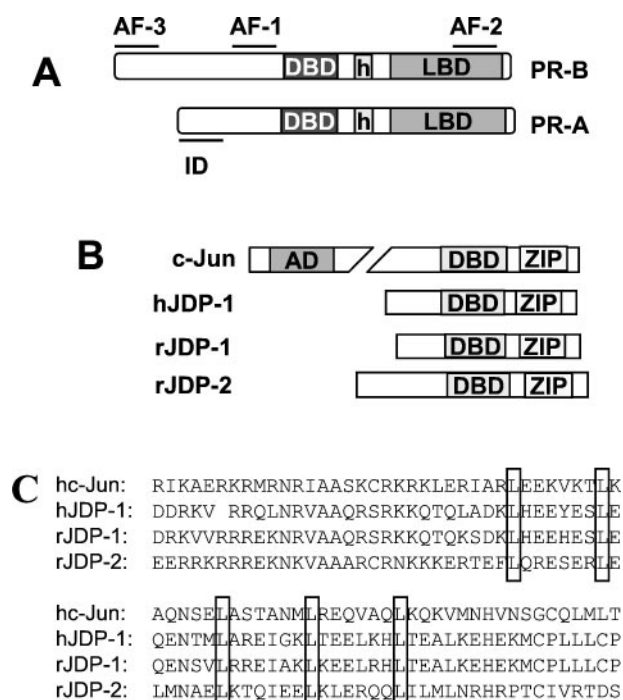 AF-3 AF-1 AF-2
A
DBD h LBD PR-B
DBD h LBD PR-A
ID
B
c-Jun AD DBD ZIP
hJDP-1 DBD ZIP
rJDP-1 DBD ZIP
rJDP-2 DBD ZIP
C
hc-Jun: RIKAERKRMRNRIAASKCRKRKLERIARLEEKVKTLK
hJDP-1: DDRKV RRQLNRVAAQRSRKKQTQLADKLHEEYESLE
rJDP-1: DRKVVRRREKNRVAAQRSRKKQTQKSDKLHEEHESLE
rJDP-2: EERRKRRREKNKVAAARCRNKKKERTEFLQRESERLE
hc-Jun: AQNSELASTANMLREQVAQLKQKVMNHVNSGCQLMLT
hJDP-1: QENTMLAREIGKLTEELKHLTEALKEHEKMCPLLLCP
rJDP-1: QENSVLRREIAKLKEELRHLTEALKEHEKMCPLLLCP
rJDP-2: LMNAELKTQIEELKLERQQLILMLNRHRPTCIVRTDS